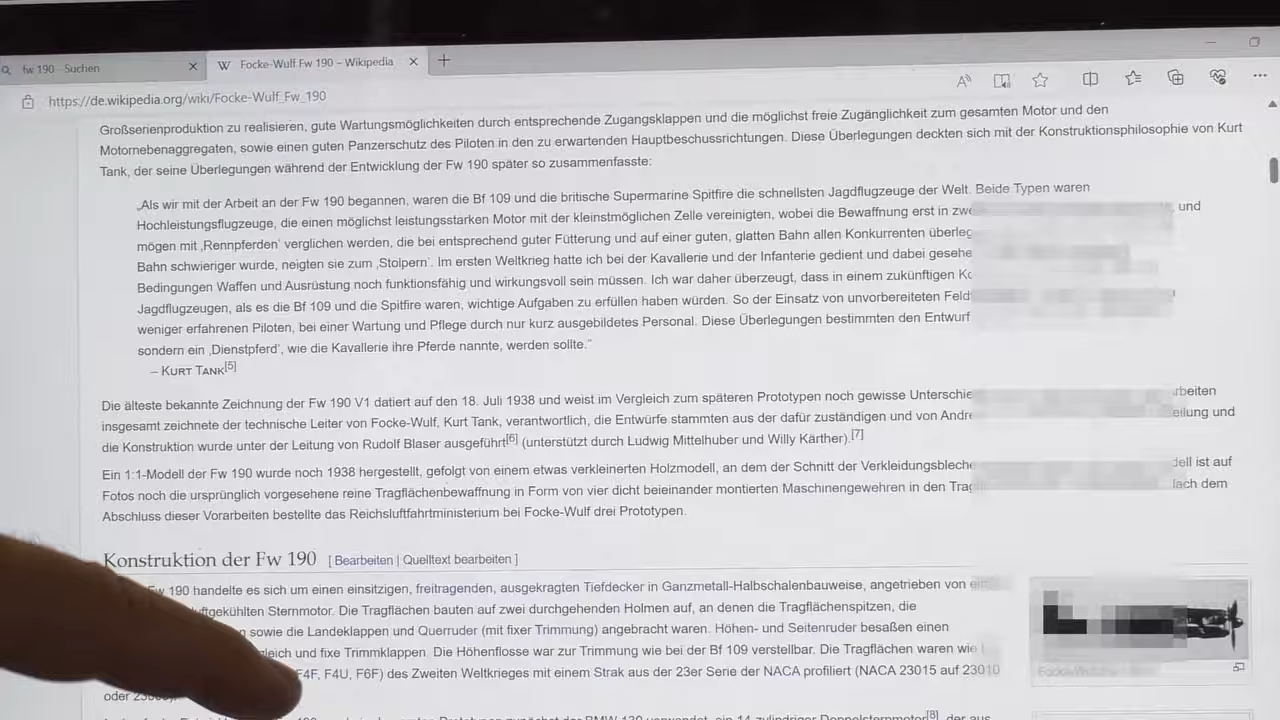 fw 190 - Suchen
Focke-Wulf Fw 190 – Wikipedia
https://de.wikipedia.org/wiki/Focke-Wulf_Fw_190
Großserienproduktion zu realisieren, gute Wartungsmöglichkeiten durch entsprechende Zugangsklappen und die möglichst freie Zugänglichkeit zum gesamten Motor und den
Motornebenaggregaten, sowie einen guten Panzerschutz des Piloten in den zu erwartenden Hauptbeschussrichtungen. Diese Überlegungen deckten sich mit der Konstruktionsphilosophie von Kurt
Tank, der seine Überlegungen während der Entwicklung der Fw 190 später so zusammenfasste:
„Als wir mit der Arbeit an der Fw 190 begannen, waren die Bf 109 und die britische Supermarine Spitfire die schnellsten Jagdflugzeuge der Welt. Beide Typen waren
Hochleistungsflugzeuge, die einen möglichst leistungsstarken Motor mit der kleinstmöglichen Zelle vereinigten, wobei die Bewaffnung erst in und
mögen mit ‚Rennpferden‘ verglichen werden, die bei entsprechend guter Fütterung und auf einer guten, glatten Bahn allen Konkurrenten
Bahn schwieriger wurde, neigten sie zum ‚Stolpern‘. Im ersten Weltkrieg hatte ich bei der Kavallerie und der Infanterie gedient und dabei
Bedingungen Waffen und Ausrüstung noch funktionsfähig und wirkungsvoll sein müssen. Ich war daher überzeugt, dass in einem zukünftigen
Jagdflugzeugen, als es die Bf 109 und die Spitfire waren, wichtige Aufgaben zu erfüllen haben würden. So der Einsatz von unvorbereiteten
weniger erfahrenen Piloten, bei einer Wartung und Pflege durch nur kurz ausgebildetes Personal. Diese Überlegungen bestimmten den Entwurf
sondern ein ‚Dienstpferd‘, wie die Kavallerie ihre Pferde nannte, werden sollte.“
– KURT TANK[5]
Die älteste bekannte Zeichnung der Fw 190 V1 datiert auf den 18. Juli 1938 und weist im Vergleich zum späteren Prototypen noch gewisse
insgesamt zeichnete der technische Leiter von Focke-Wulf, Kurt Tank, verantwortlich, die Entwürfe stammten aus der dafür zuständigen und von und
die Konstruktion wurde unter der Leitung von Rudolf Blaser ausgeführt[6] (unterstützt durch Ludwig Mittelhuber und Willy Kärther).[7]
Ein 1:1-Modell der Fw 190 wurde noch 1938 hergestellt, gefolgt von einem etwas verkleinerten Holzmodell, an dem der Schnitt der ist auf
Fotos noch die ursprünglich vorgesehene reine Tragflächenbewaffnung in Form von vier dicht beieinander montierten Maschinengewehren in den dem
Abschluss dieser Vorarbeiten bestellte das Reichsluftfahrtministerium bei Focke-Wulf drei Prototypen.
Konstruktion der Fw 190 [ Bearbeiten | Quelltext bearbeiten ]
Fw 190 handelte es sich um einen einsitzigen, freitragenden, ausgekragten Tiefdecker in Ganzmetall-Halbschalenbauweise, angetrieben von
Sternmotor. Die Tragflächen bauten auf zwei durchgehenden Holmen auf, an denen die Tragflächenspitzen, die
sowie die Landeklappen und Querruder (mit fixer Trimmung) angebracht waren. Höhen- und Seitenruder besaßen einen
und fixe Trimmklappen. Die Höhenflosse war zur Trimmung wie bei der Bf 109 verstellbar. Die Tragflächen waren wie
F4F, F4U, F6F) des Zweiten Weltkrieges mit einem Strak aus der 23er Serie der NACA profiliert (NACA 23015 auf 23010
oder